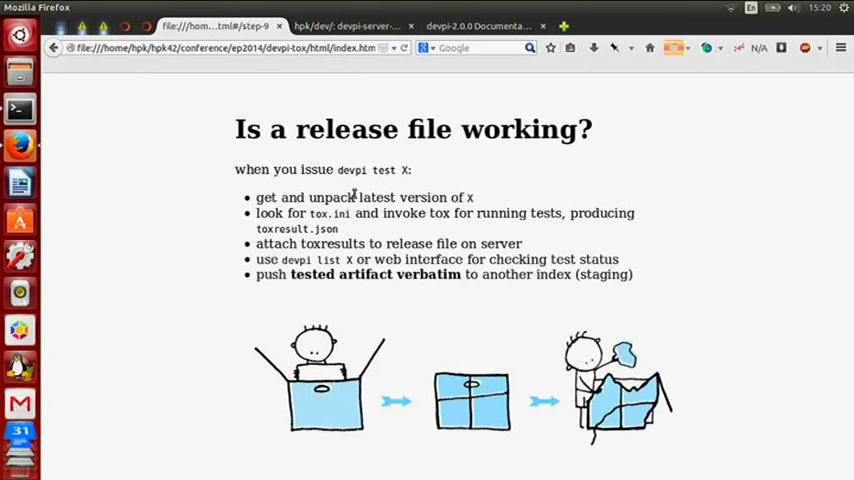 Mozilla Firefox
En
15:20
file:///hom...tml#/step-9
hpk/dev/: devpi-server-...
devpi-2.0.0 Documenta...
file:///home/hpk/hpk42/conference/ep2014/devpi-tox/html/index.htm
Google
N/A
Is a release file working?
when you issue devpi test X:
get and unpack latest version of X
look for tox.ini and invoke tox for running tests, producing
toxresult.json
attach toxresults to release file on server
use devpi list X or web interface for checking test status
push tested artifact verbatim to another index (staging)
31